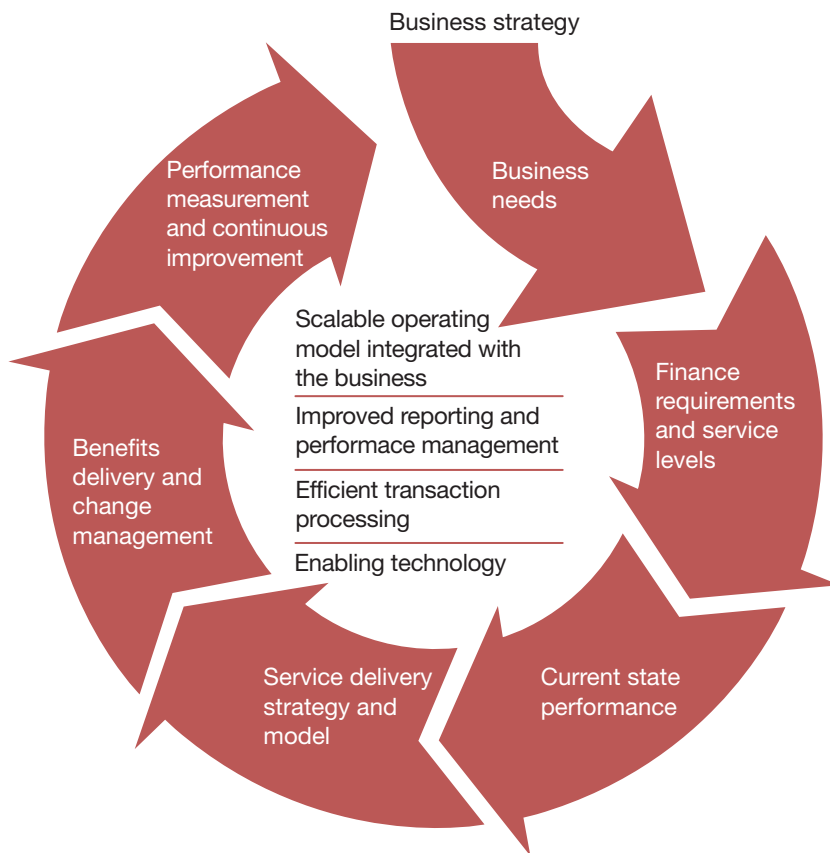 Business strategy
Business
needs
Finance
requirements
and service
levels
Current state
performance
Service delivery
strategy and
model
Benefits
delivery and
change
management
Performance
measurement
and continuous
improvement
Scalable operating
model integrated with
the business
Improved reporting and
performace management
Efficient transaction
processing
Enabling technology